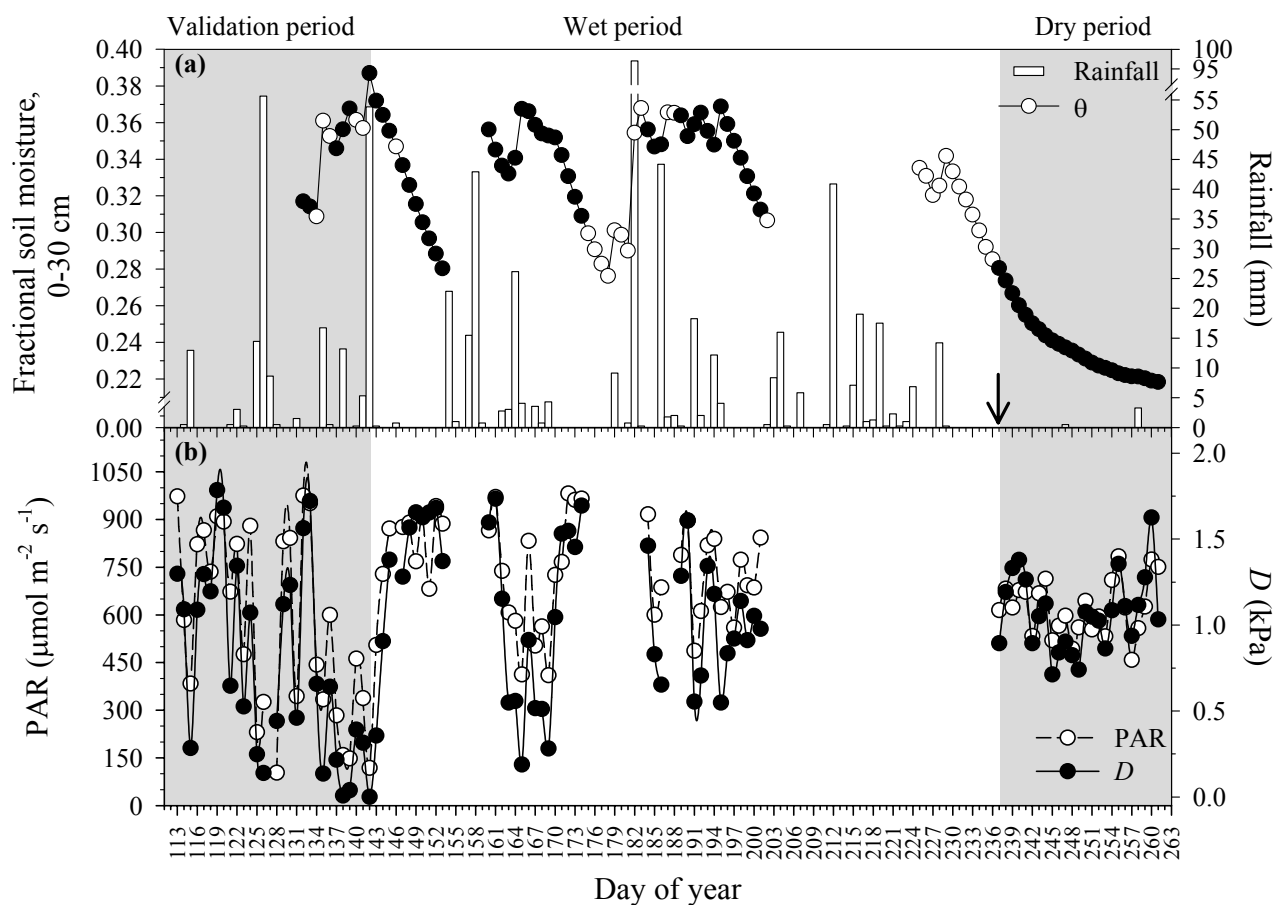 Validation period Wet period Dry period
(a)
0.40
0.38
0.36
0.34
0.32
0.30
0.28
0.26
0.24
0.22
0.00
Fractional soil moisture,
0-30 cm
100
95
55
50
45
40
35
30
25
20
15
10
5
0
Rainfall (mm)
Rainfall
θ
(b)
1050
900
750
600
450
300
150
0
PAR (μmol m⁻² s⁻¹)
2.0
1.5
1.0
0.5
0.0
D (kPa)
PAR
D
113 116 119 122 125 128 131 134 137 140 143 146 149 152 155 158 161 164 167 170 173 176 179 182 185 188 191 194 197 200 203 206 209 212 215 218 221 224 227 230 233 236 239 242 245 248 251 254 257 260 263
Day of year